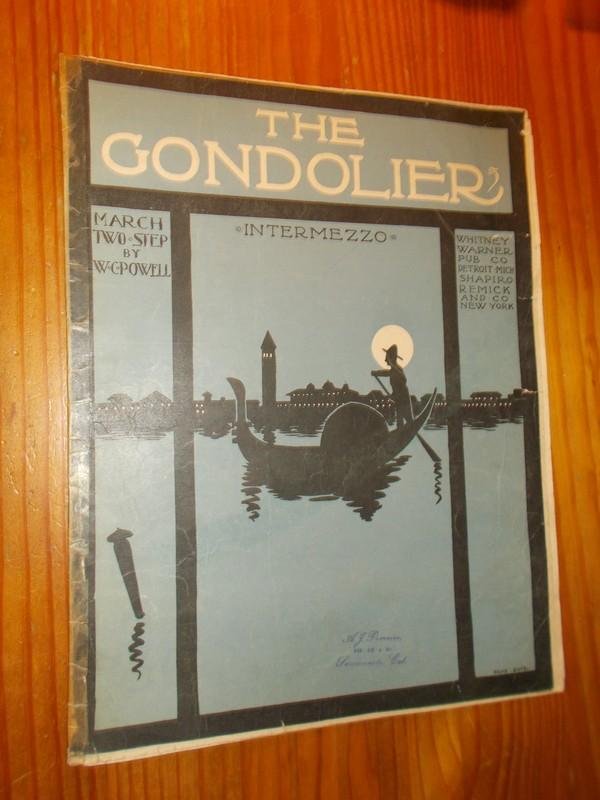 THE
GONDOLIER
MARCH
TWO STEP
BY
W.C. POWELL
INTERMEZZO
WHITNEY
WARNER
PUB CO
DETROIT MICH
SHAPIRO
REMICK
AND CO
NEW YORK